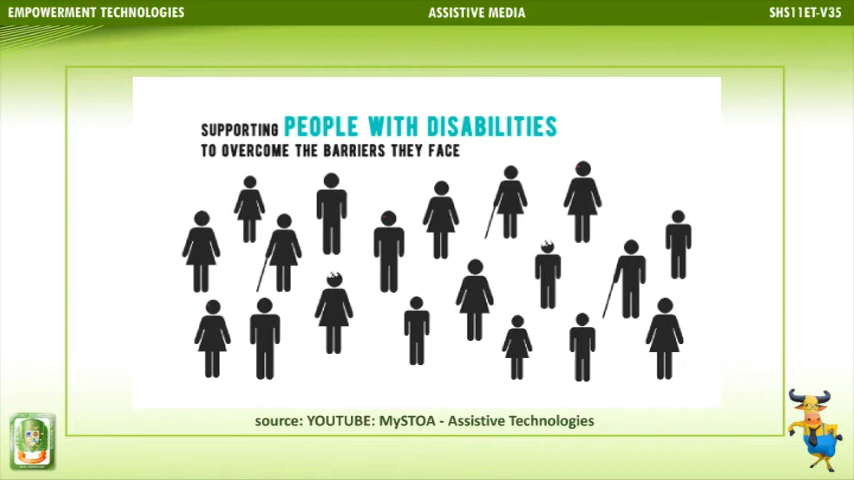 EMPOWERMENT TECHNOLOGIES
ASSISTIVE MEDIA
SHS11ET-V35
SUPPORTING PEOPLE WITH DISABILITIES
TO OVERCOME THE BARRIERS THEY FACE
source: YOUTUBE: MySTOA - Assistive Technologies